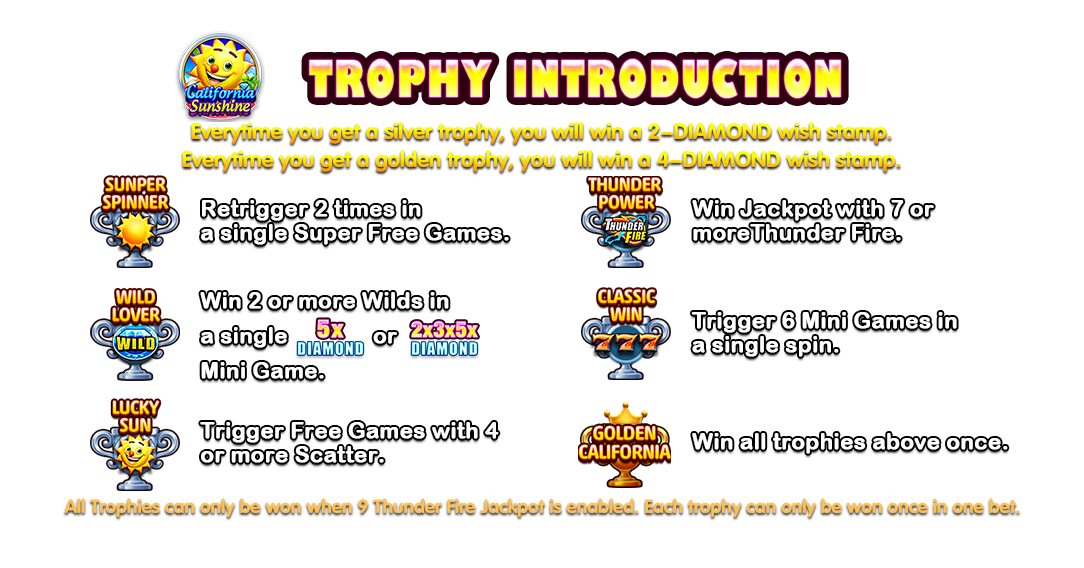 California
Sunshine
TROPHY INTRODUCTION
Everytime you get a silver trophy, you will win a 2-DIAMOND wish stamp.
Everytime you get a golden trophy, you will win a 4-DIAMOND wish stamp.
SUNPER
SPINNER
Retrigger 2 times in
a single Super Free Games.
THUNDER
POWER
THUNDER
FIRE
Win Jackpot with 7 or
moreThunder Fire.
WILD
LOVER
WILD
Win 2 or more Wilds in
a single 5x DIAMOND or 2x3x5x DIAMOND
Mini Game.
CLASSIC
WIN
777
Trigger 6 Mini Games in
a single spin.
LUCKY
SUN
Trigger Free Games with 4
or more Scatter.
GOLDEN
CALIFORNIA
Win all trophies above once.
All Trophies can only be won when 9 Thunder Fire Jackpot is enabled. Each trophy can only be won once in one bet.